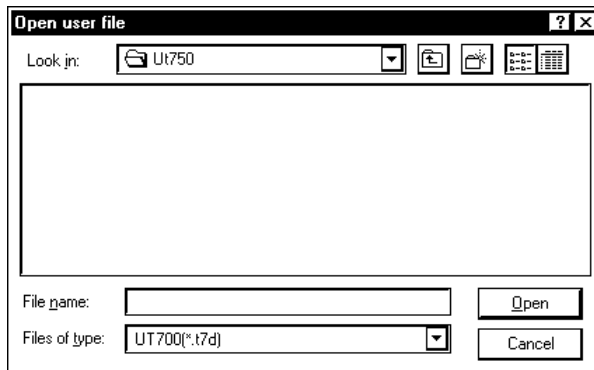 Open user file
Look in: Ut750
File name:
Open
Files of type: UT700(*.t7d)
Cancel